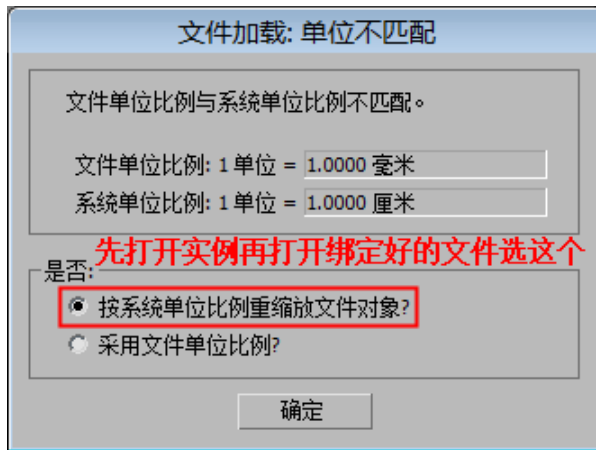 文件加载: 单位不匹配
文件单位比例与系统单位比例不匹配。
文件单位比例: 1 单位 = 1.0000 毫米
系统单位比例: 1 单位 = 1.0000 厘米
先打开实例再打开绑定好的文件选这个
是否:
按系统单位比例重缩放文件对象?
采用文件单位比例?
确定